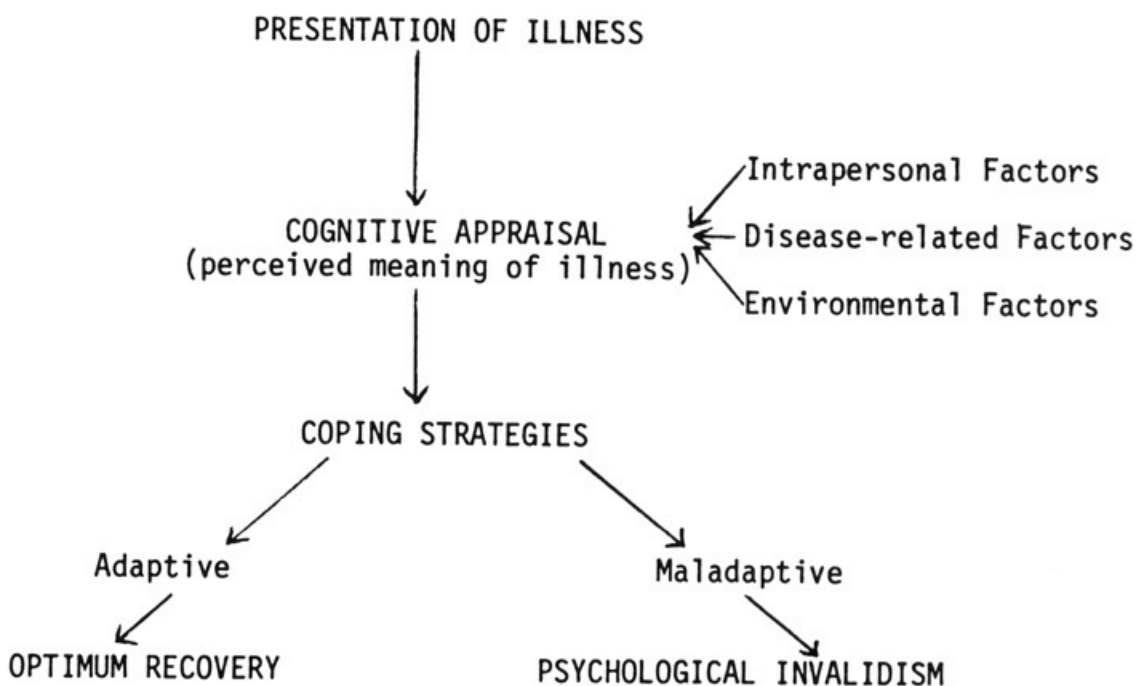 PRESENTATION OF ILLNESS
Intrapersonal Factors
COGNITIVE APPRAISAL
(perceived meaning of illness)
Disease-related Factors
Environmental Factors
COPING STRATEGIES
Adaptive
Maladaptive
OPTIMUM RECOVERY
PSYCHOLOGICAL INVALIDISM